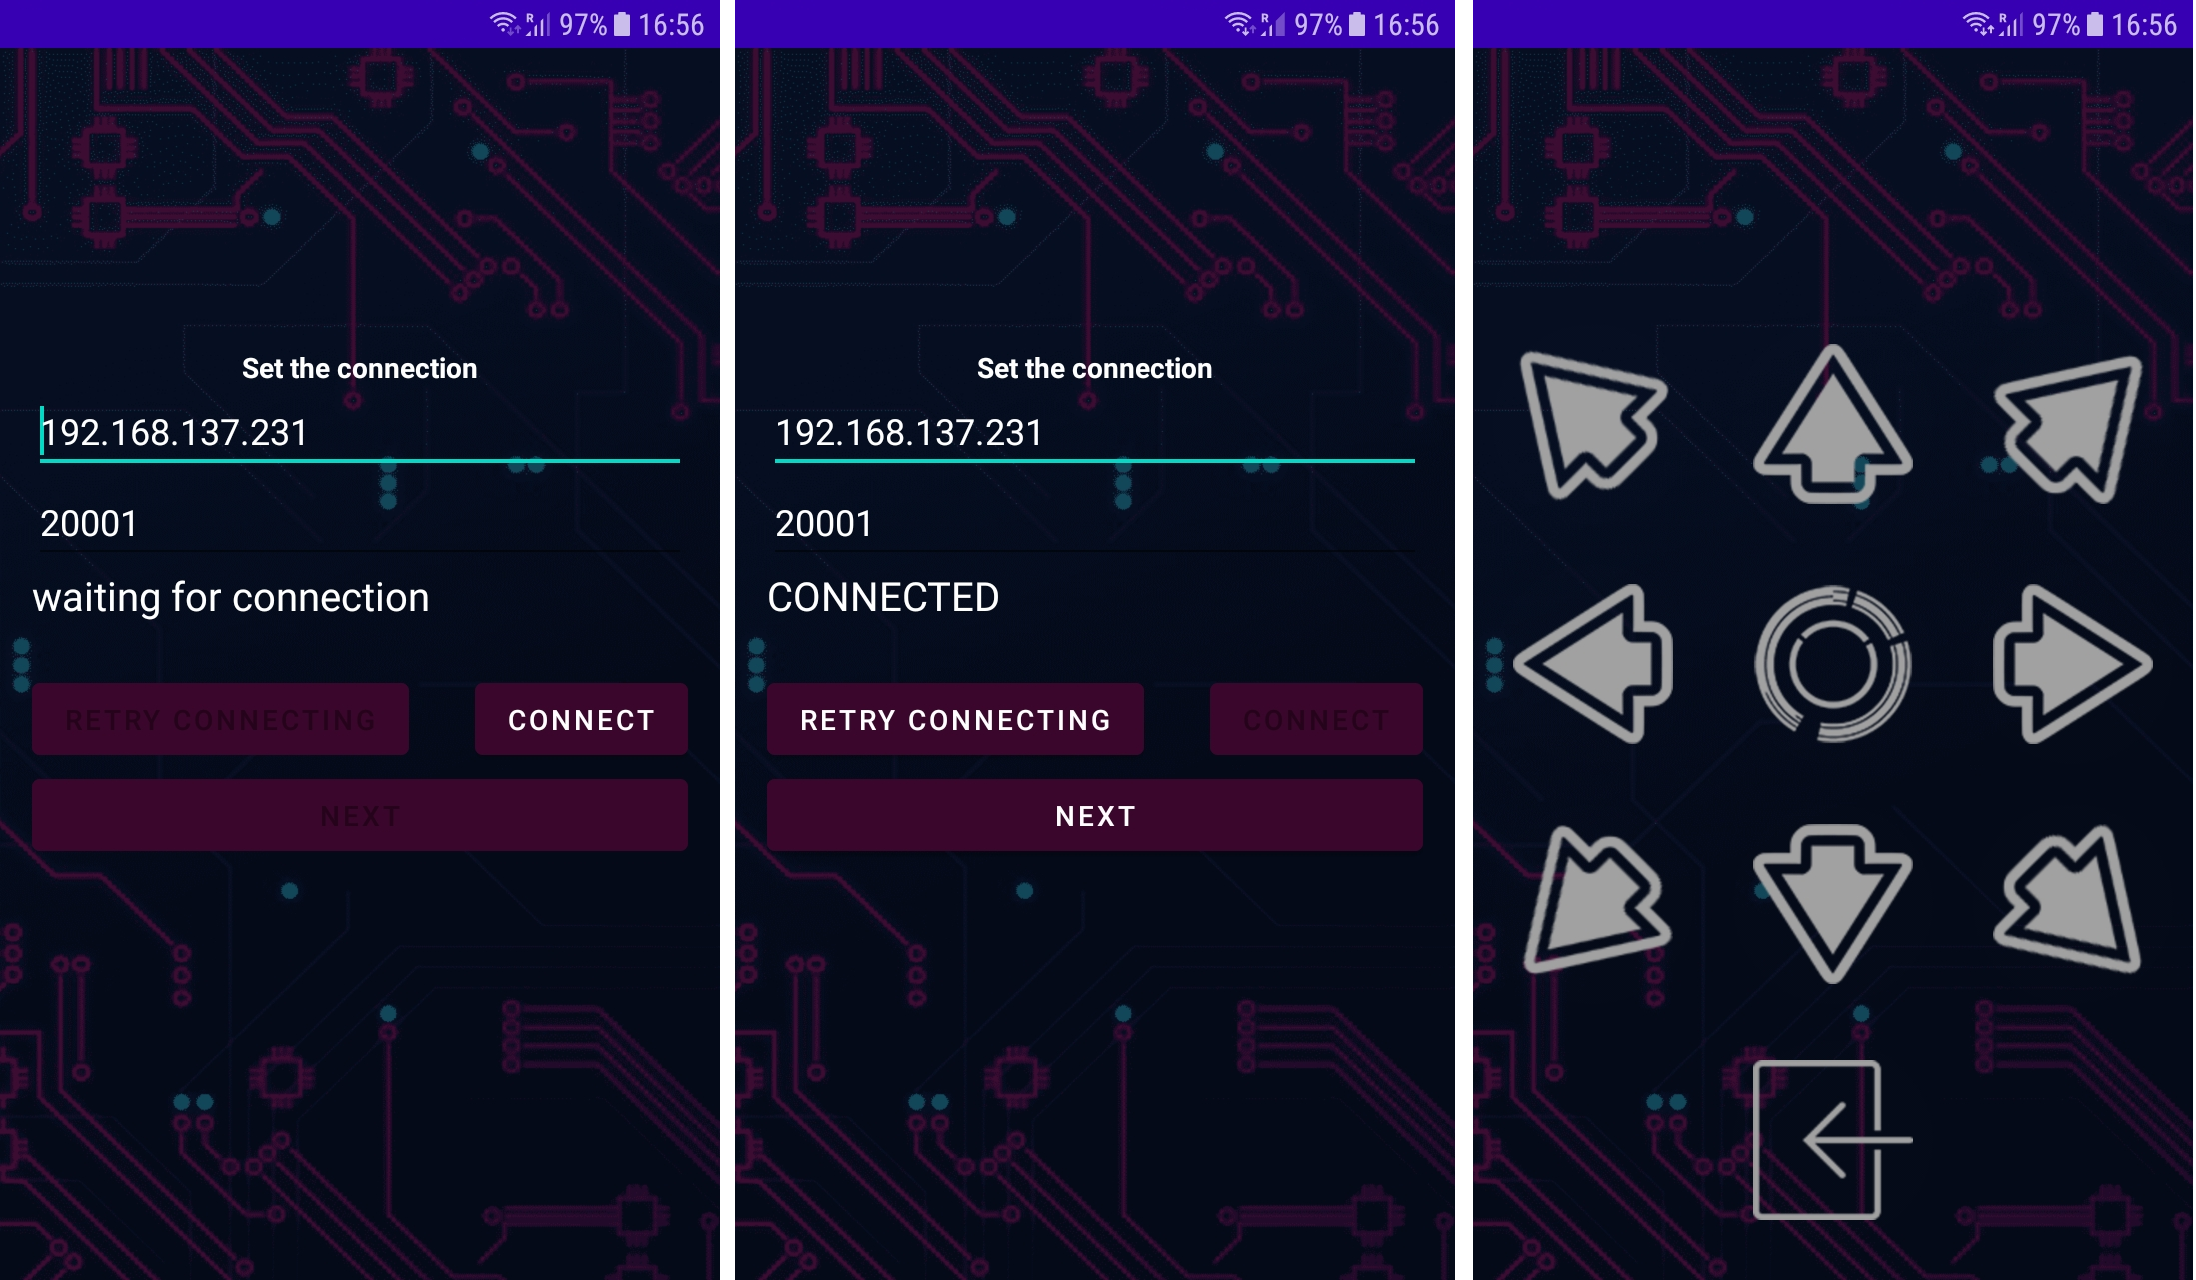 R 97% 16:56
Set the connection
192.168.137.231
20001
waiting for connection
RETRY CONNECTING CONNECT
NEXT
R 97% 16:56
Set the connection
192.168.137.231
20001
CONNECTED
RETRY CONNECTING CONNECT
NEXT
R 97% 16:56